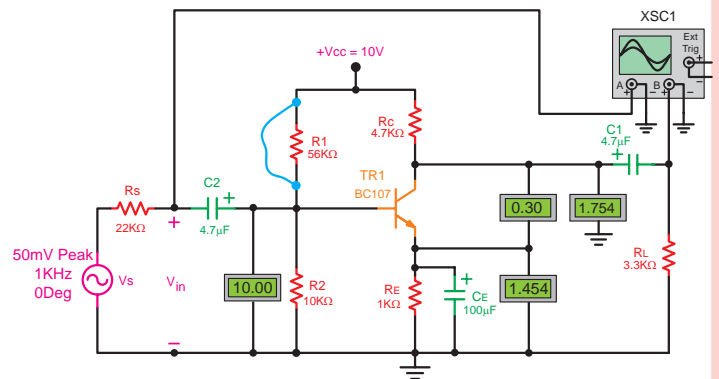 XSC1
Ext
Trig
+
−
A
B
+
−
+
−
+Vcc = 10V
R1
56KΩ
Rc
4.7KΩ
C1
+
4.7µF
TR1
BC107
Rs
22KΩ
C2
+
4.7µF
+
0.30
1.754
50mV Peak
1KHz
0Deg
Vs
Vin
10.00
R2
10KΩ
RE
1KΩ
+
CE
100µF
1.454
RL
3.3KΩ
−